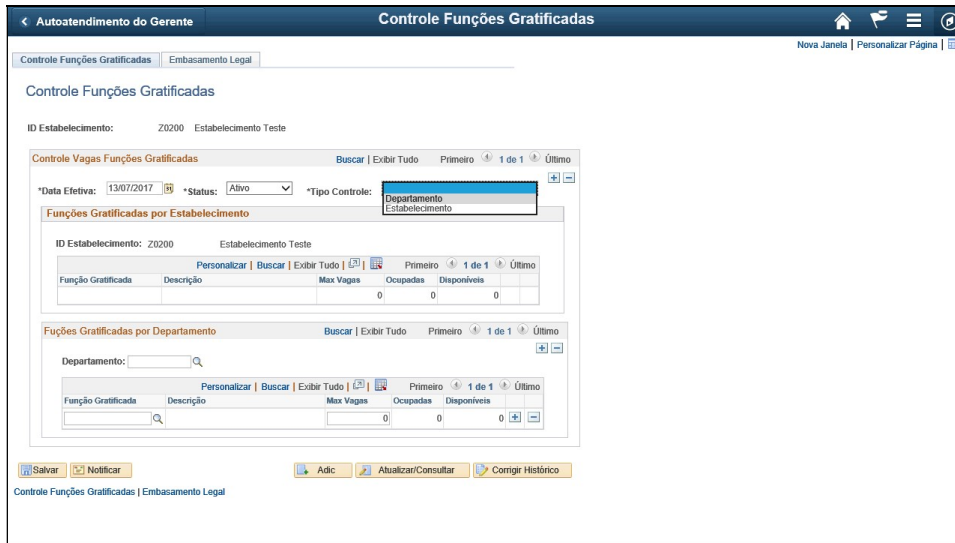 Autoatendimento do Gerente
Controle Funções Gratificadas
Nova Janela | Personalizar Página |
Controle Funções Gratificadas Embasamento Legal
Controle Funções Gratificadas
ID Estabelecimento: Z0200 Estabelecimento Teste
Controle Vagas Funções Gratificadas Buscar | Exibir Tudo Primeiro 1 de 1 Último
*Data Efetiva: 13/07/2017 *Status: Ativo *Tipo Controle:
Departamento
Estabelecimento
Funções Gratificadas por Estabelecimento
ID Estabelecimento: Z0200 Estabelecimento Teste
Personalizar | Buscar | Exibir Tudo | | Primeiro 1 de 1 Último
Função Gratificada Descrição Max Vagas Ocupadas Disponíveis
0 0 0
Fuções Gratificadas por Departamento Buscar | Exibir Tudo Primeiro 1 de 1 Último
Departamento:
Personalizar | Buscar | Exibir Tudo | | Primeiro 1 de 1 Último
Função Gratificada Descrição Max Vagas Ocupadas Disponíveis
0 0 0
Salvar Notificar Adic Atualizar/Consultar Corrigir Histórico
Controle Funções Gratificadas | Embasamento Legal